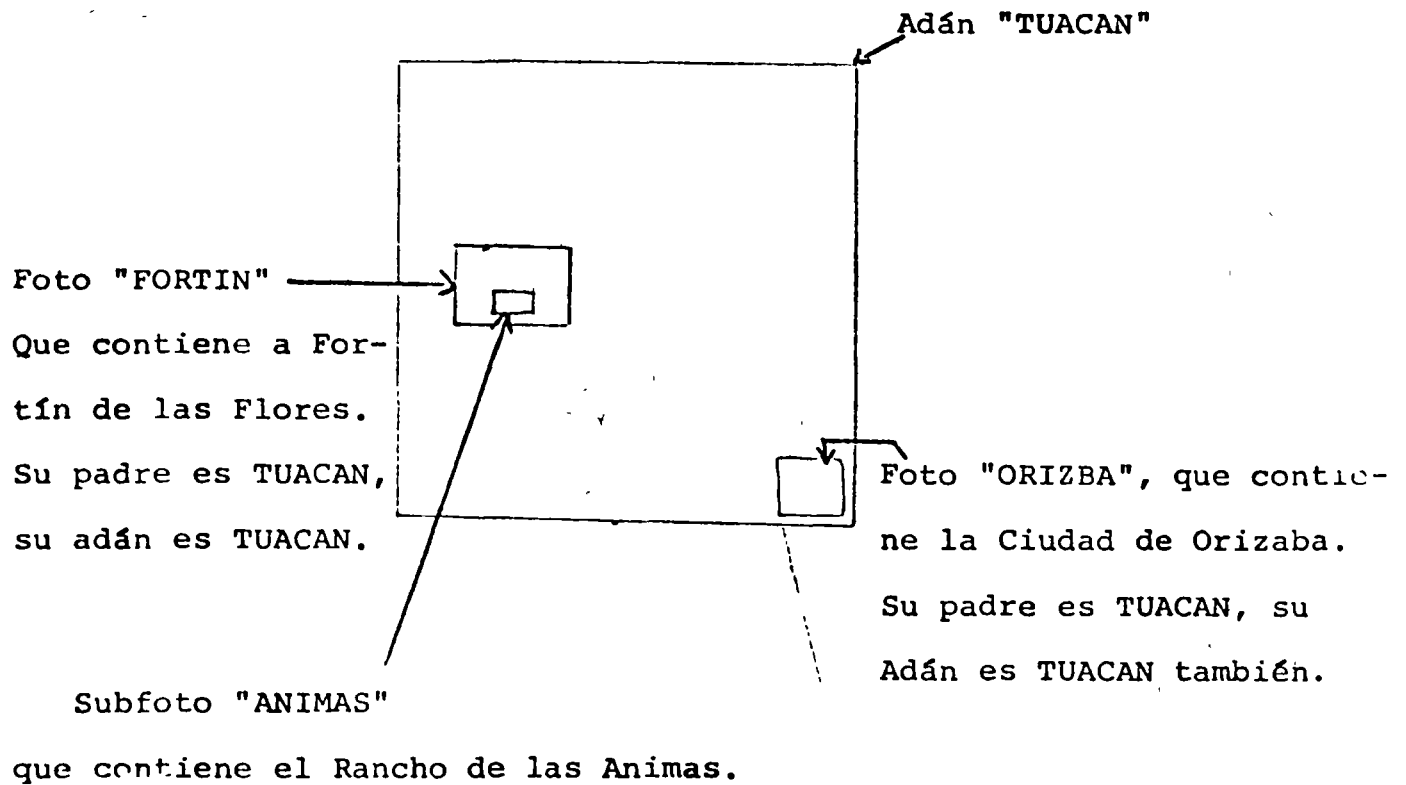 Adán "TUACAN"
Foto "FORTIN"
Que contiene a For-
tín de las Flores.
Su padre es TUACAN,
su adán es TUACAN.
Foto "ORIZBA", que contie-
ne la Ciudad de Orizaba.
Su padre es TUACAN, su
Adán es TUACAN también.
Subfoto "ANIMAS"
que contiene el Rancho de las Animas.